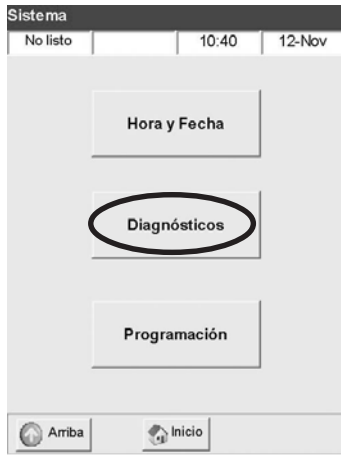 Sistema
No listo 10:40 12-Nov
Hora y Fecha
Diagnósticos
Programación
Arriba Inicio